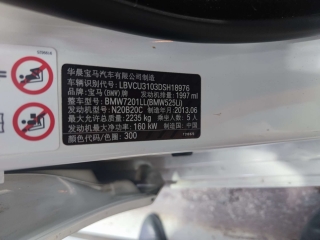 华晨宝马汽车有限公司制造
车辆识别代号: LBVCU3103DSH18976
品牌: 宝马(BMW)牌 发动机排量: 1997 ml
整车型号: BMW7201LL(BMW525Li)
发动机型号: N20B20C 制造年月: 2013.06
最大允许总质量: 2235 kg 乘坐人数: 5 人
发动机最大净功率: 160 kW 制造国: 中国
颜色代码/色圈: 300